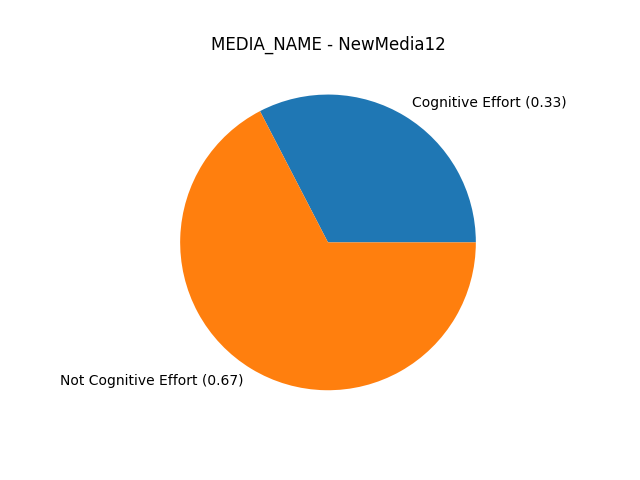 MEDIA_NAME - NewMedia12
Cognitive Effort (0.33)
Not Cognitive Effort (0.67)